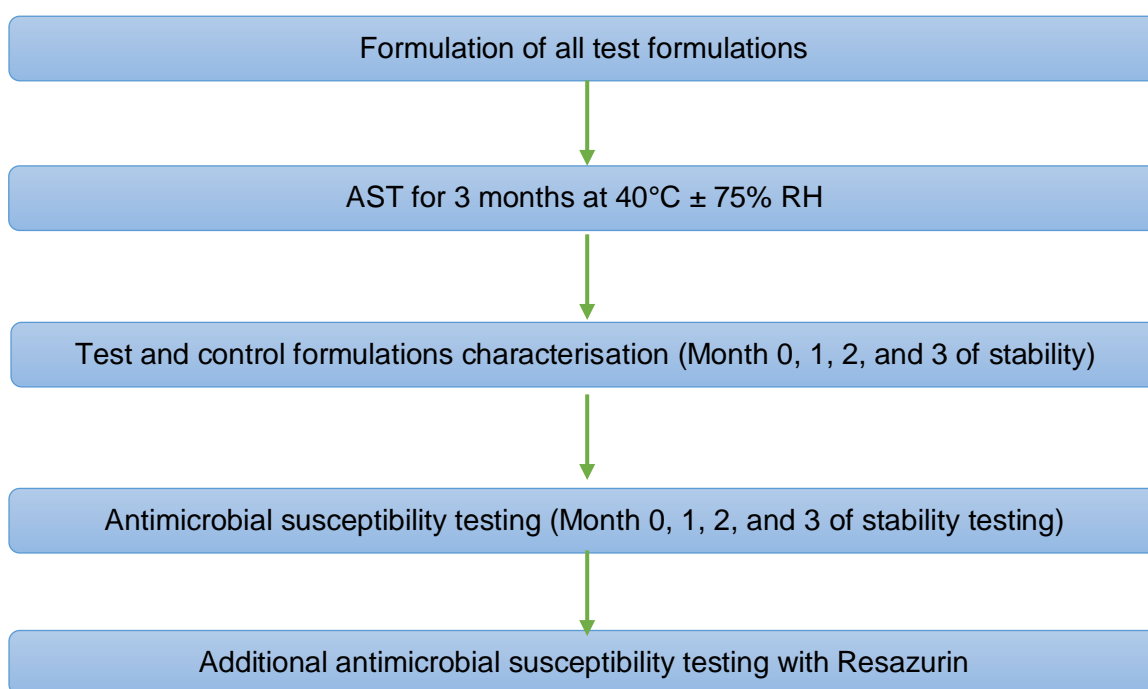 Formulation of all test formulations
AST for 3 months at 40°C ± 75% RH
Test and control formulations characterisation (Month 0, 1, 2, and 3 of stability)
Antimicrobial susceptibility testing (Month 0, 1, 2, and 3 of stability testing)
Additional antimicrobial susceptibility testing with Resazurin